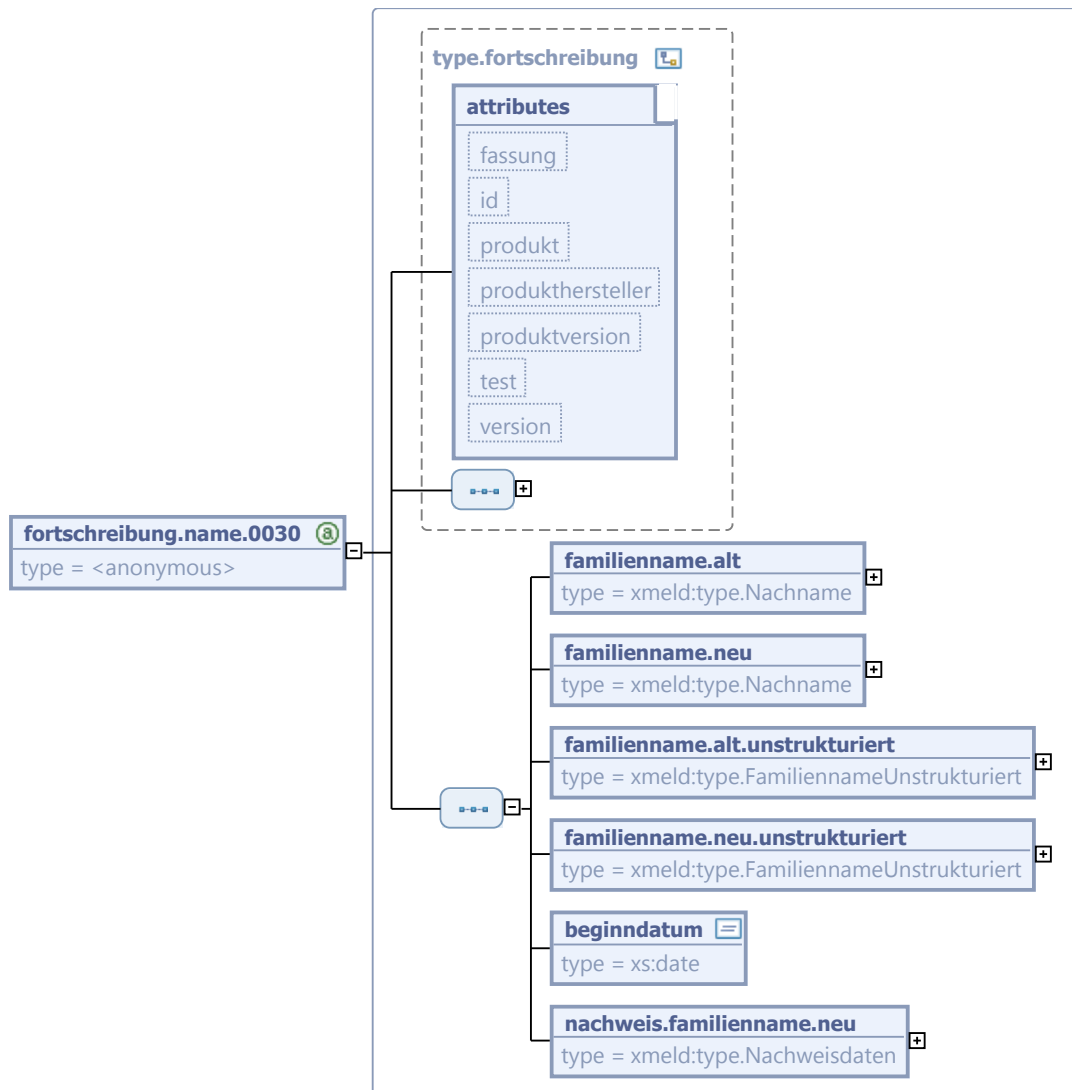 type.fortschreibung
attributes
fassung
id
produkt
produkthersteller
produktversion
test
version
fortschreibung.name.0030
type = <anonymous>
familienname.alt
type = xmeld:type.Nachname
familienname.neu
type = xmeld:type.Nachname
familienname.alt.unstrukturiert
type = xmeld:type.FamiliennameUnstrukturiert
familienname.neu.unstrukturiert
type = xmeld:type.FamiliennameUnstrukturiert
beginndatum
type = xs:date
nachweis.familienname.neu
type = xmeld:type.Nachweisdaten